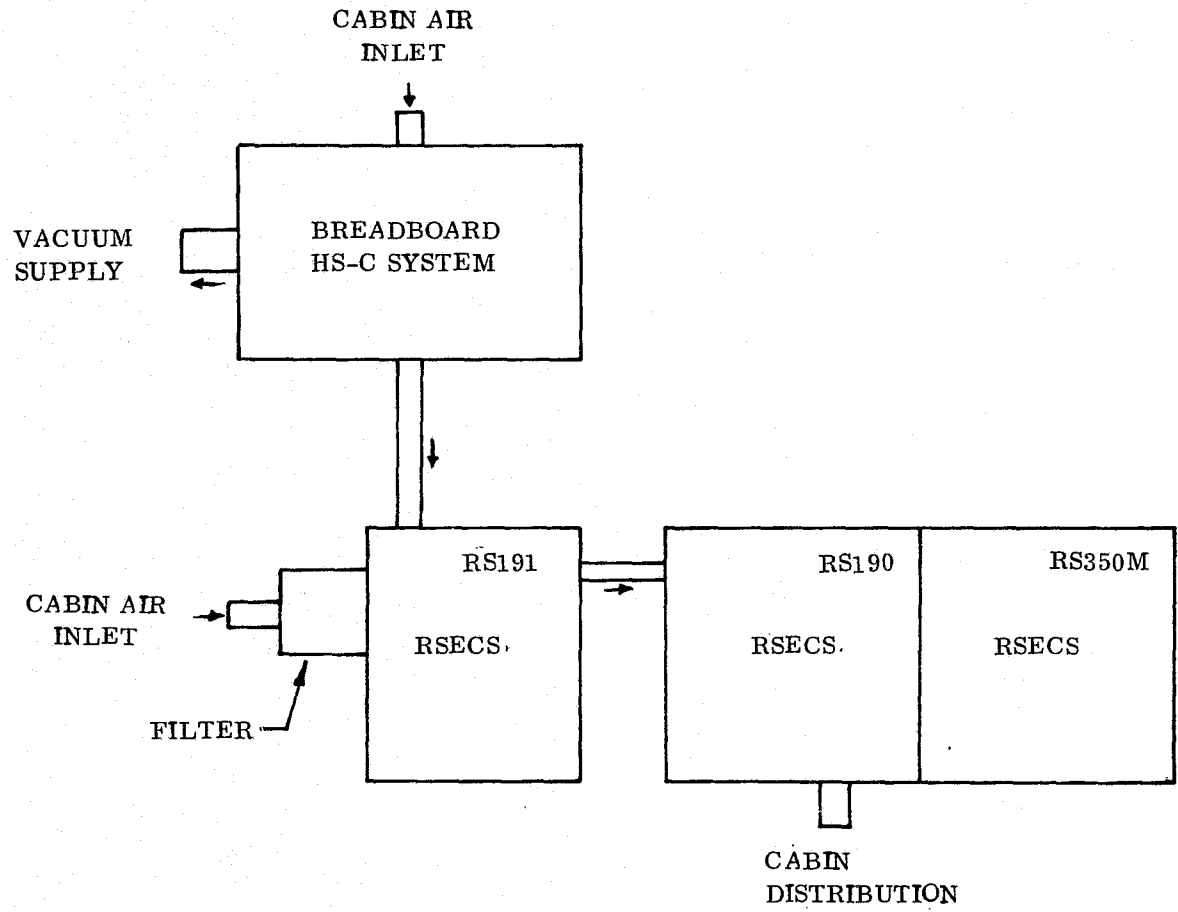 CABIN AIR
INLET
VACUUM
SUPPLY
BREADBOARD
HS-C SYSTEM
RS191
RSECS
RS190
RSECS
RS350M
RSECS
CABIN AIR
INLET
FILTER
CABIN
DISTRIBUTION